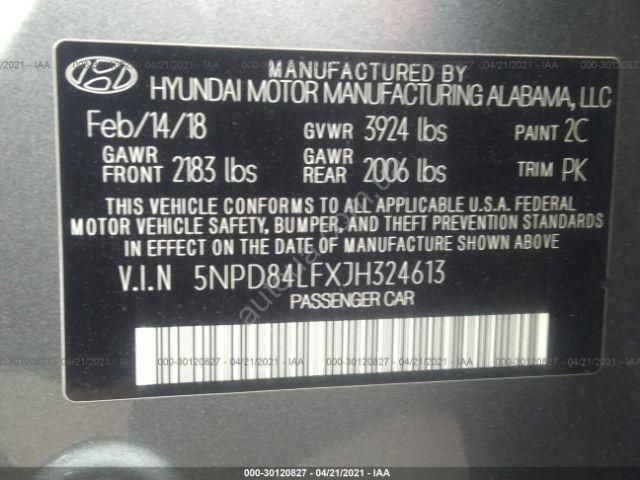 MANUFACTURED BY
HYUNDAI MOTOR MANUFACTURING ALABAMA, LLC
Feb/14/18 GVWR 3924 lbs PAINT 2C
GAWR FRONT 2183 lbs GAWR REAR 2006 lbs TRIM PK
THIS VEHICLE CONFORMS TO ALL APPLICABLE U.S.A. FEDERAL
MOTOR VEHICLE SAFETY, BUMPER, AND THEFT PREVENTION STANDARDS
IN EFFECT ON THE DATE OF MANUFACTURE SHOWN ABOVE
V.I.N 5NPD84LFXJH324613
PASSENGER CAR
000-30120827 - 04/21/2021 - IAA